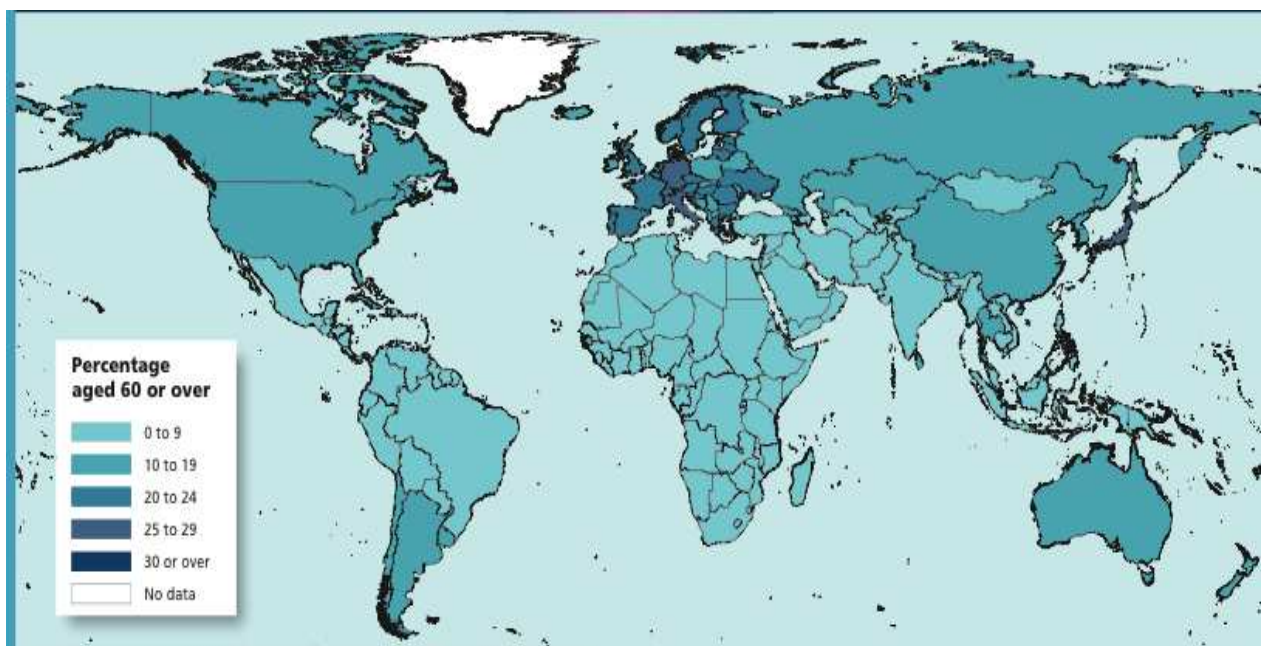 Percentage
aged 60 or over
0 to 9
10 to 19
20 to 24
25 to 29
30 or over
No data